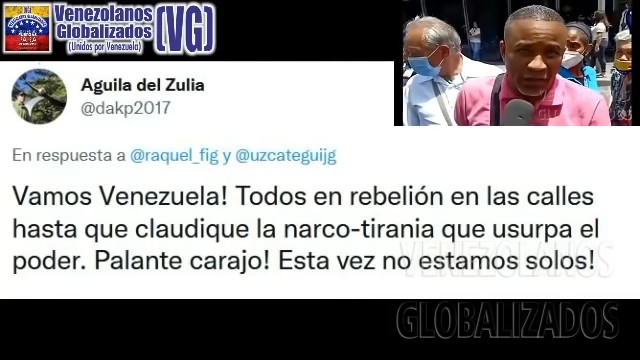 Venezolanos
Globalizados
(Unidos por Venezuela)
(VG)
Aguila del Zulia
@dakp2017
En respuesta a @raquel_fig y @uzcateguijg
Vamos Venezuela! Todos en rebelión en las calles
hasta que claudique la narco-tirania que usurpa el
poder. Palante carajo! Esta vez no estamos solos!
VENEZOLANOS
GLOBALIZADOS